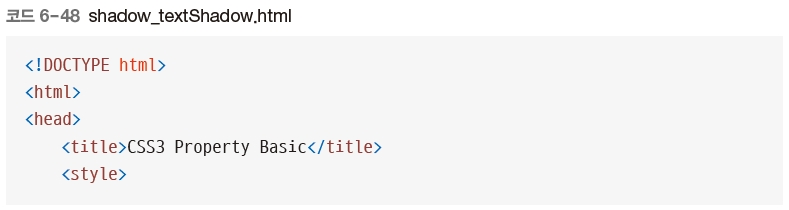 코드 6-48 shadow_textShadow.html
<!DOCTYPE html>
<html>
<head>
    <title>CSS3 Property Basic</title>
    <style>